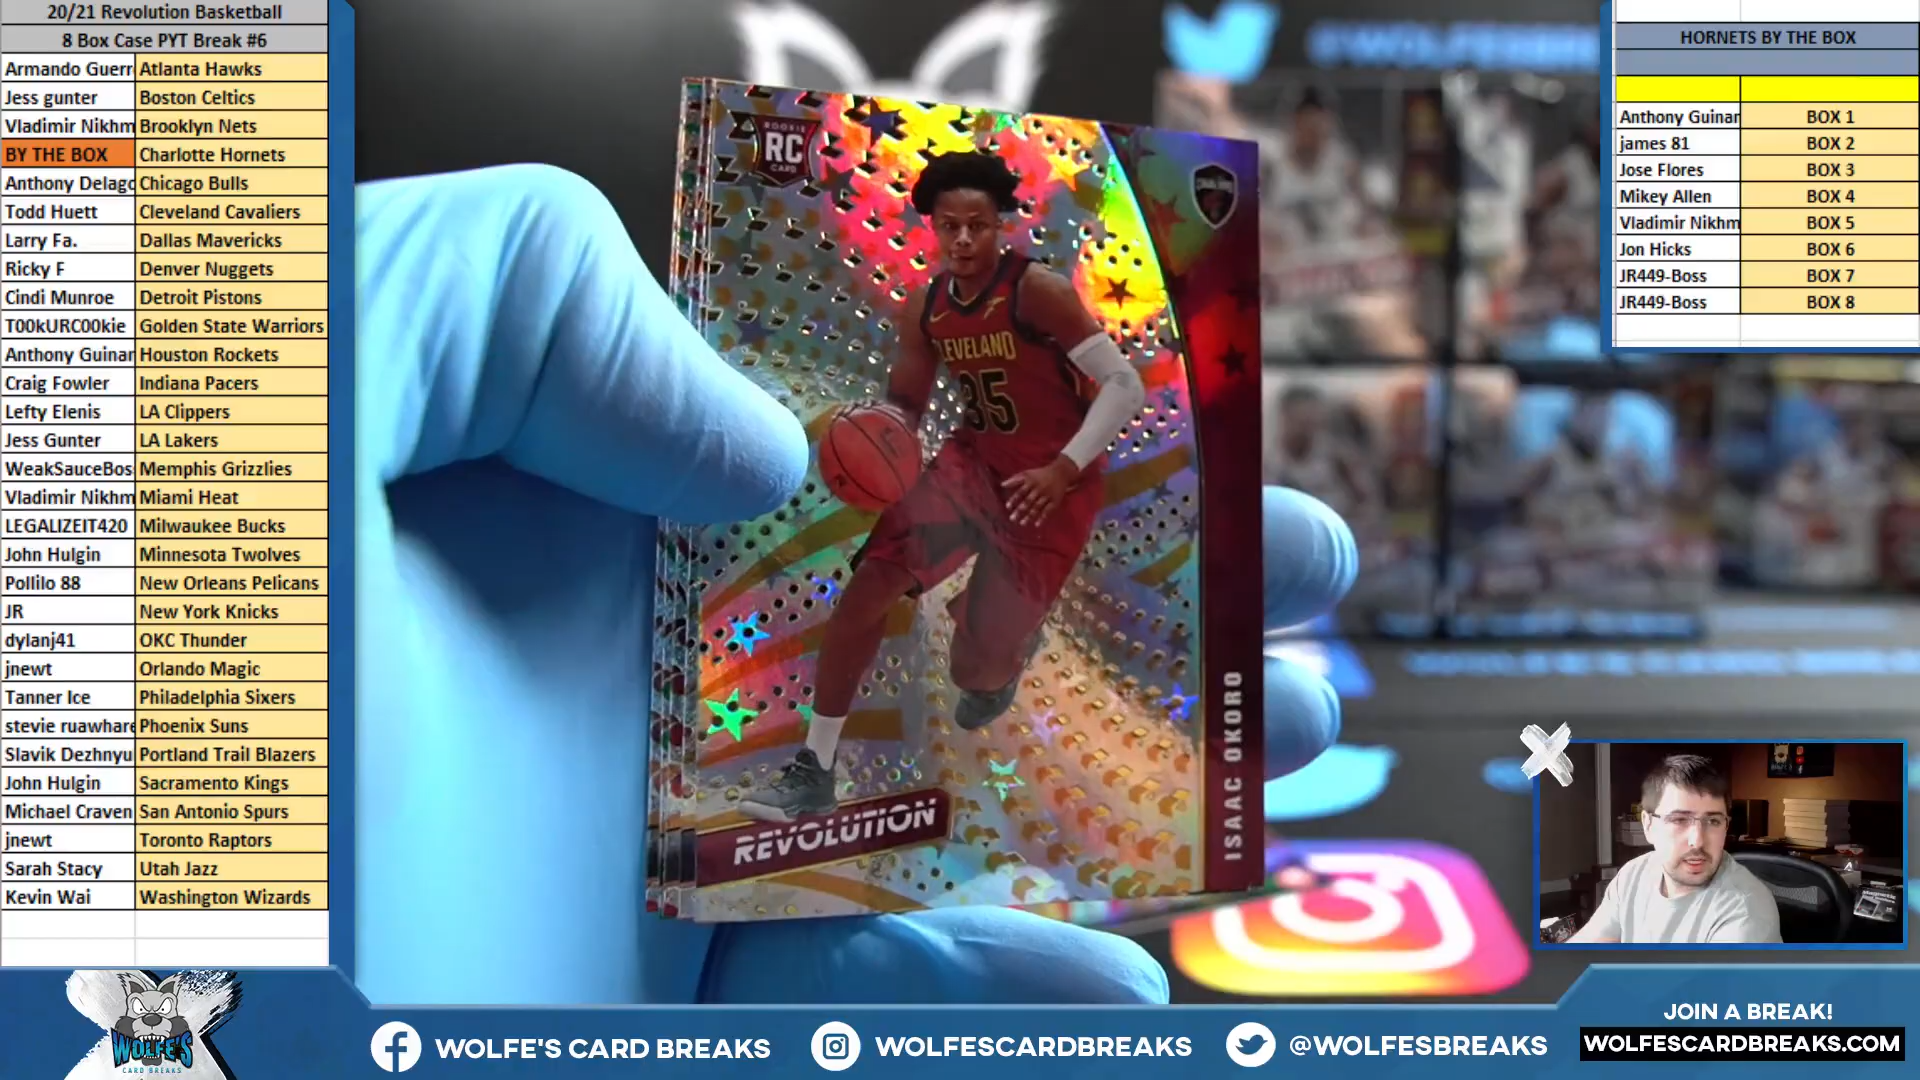 20/21 Revolution Basketball
8 Box Case PYT Break #6
Armando Guerr Atlanta Hawks
Jess gunter Boston Celtics
Vladimir Nikhm Brooklyn Nets
BY THE BOX Charlotte Hornets
Anthony Delago Chicago Bulls
Todd Huett Cleveland Cavaliers
Larry Fa. Dallas Mavericks
Ricky F Denver Nuggets
Cindi Munroe Detroit Pistons
T00kURC00kie Golden State Warriors
Anthony Guinar Houston Rockets
Craig Fowler Indiana Pacers
Lefty Elenis LA Clippers
Jess Gunter LA Lakers
WeakSauceBos Memphis Grizzlies
Vladimir Nikhm Miami Heat
LEGALIZEIT420 Milwaukee Bucks
John Hulgin Minnesota Twolves
Pollilo 88 New Orleans Pelicans
JR New York Knicks
dylanj41 OKC Thunder
jnewt Orlando Magic
Tanner Ice Philadelphia Sixers
stevie ruawhare Phoenix Suns
Slavik Dezhnyu Portland Trail Blazers
John Hulgin Sacramento Kings
Michael Craven San Antonio Spurs
jnewt Toronto Raptors
Sarah Stacy Utah Jazz
Kevin Wai Washington Wizards
HORNETS BY THE BOX
Anthony Guinar BOX 1
james 81 BOX 2
Jose Flores BOX 3
Mikey Allen BOX 4
Vladimir Nikhm BOX 5
Jon Hicks BOX 6
JR449-Boss BOX 7
JR449-Boss BOX 8
@WOLFESBRE
ROOKIE
RC
CARD
CLEVELAND
35
REVOLUTION
ISAAC OKORO
WOLFE'S
CARD BREAKS
WOLFE'S CARD BREAKS
WOLFESCARDBREAKS
@WOLFESBREAKS
JOIN A BREAK!
WOLFESCARDBREAKS.COM